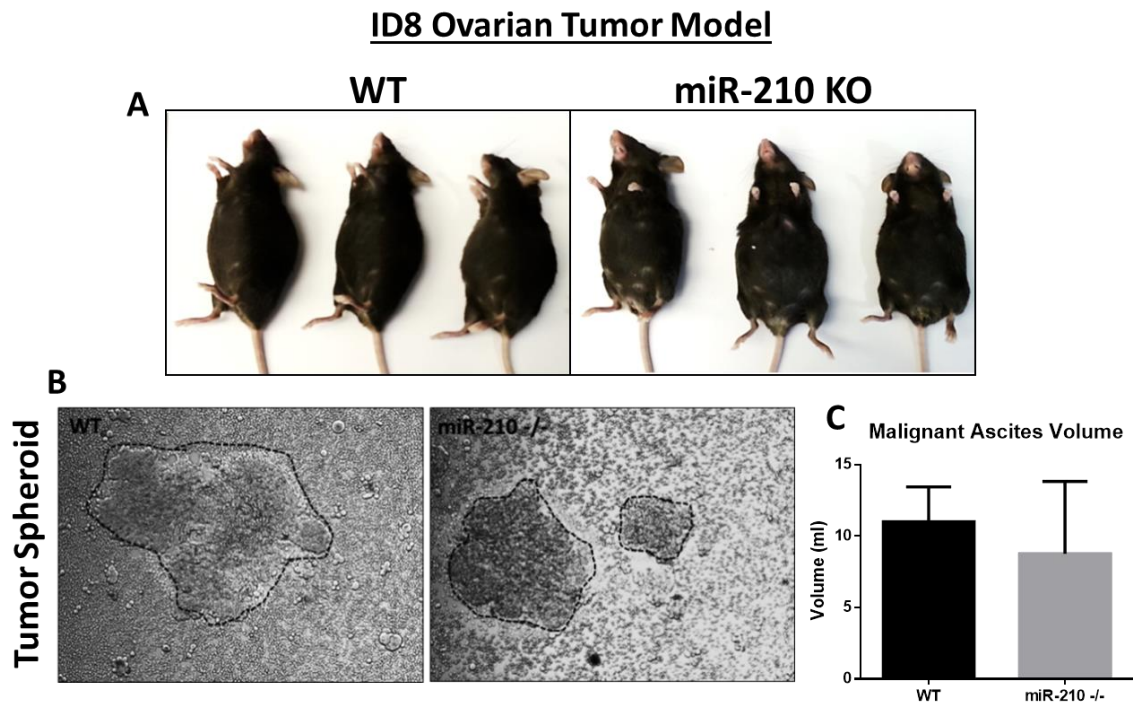 ID8 Ovarian Tumor Model
WT
miR-210 KO
A
B
Tumor Spheroid
WT
miR-210 -/-
C
Malignant Ascites Volume
Volume (ml)
15
10
5
0
WT
miR-210 -/-